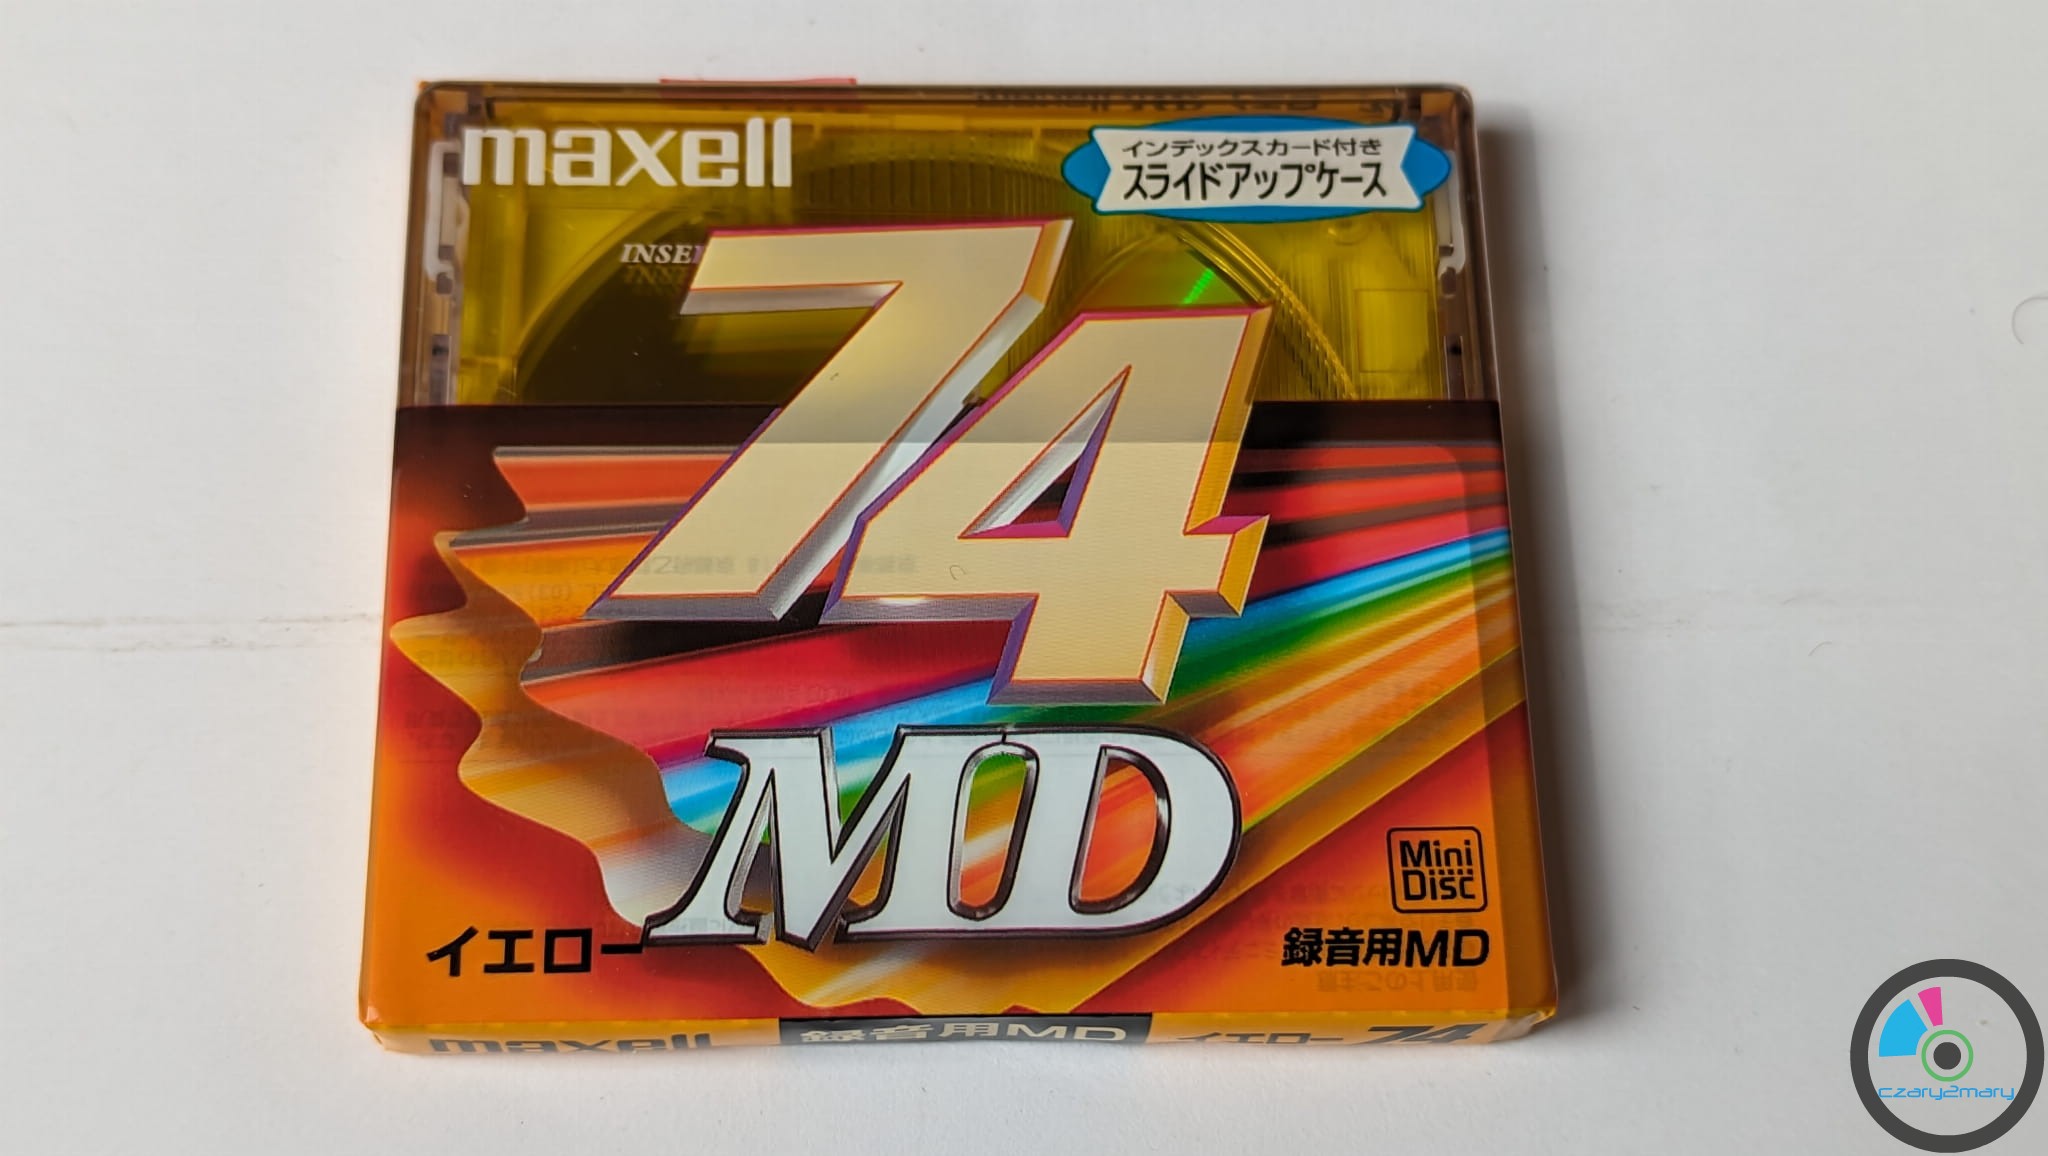 maxell
インデックスカード付き
スライドアップケース
INSE
74
MD
Mini
Disc
イエロー
録音用MD
maxell 録音用MD イエロー 74
czary2mary